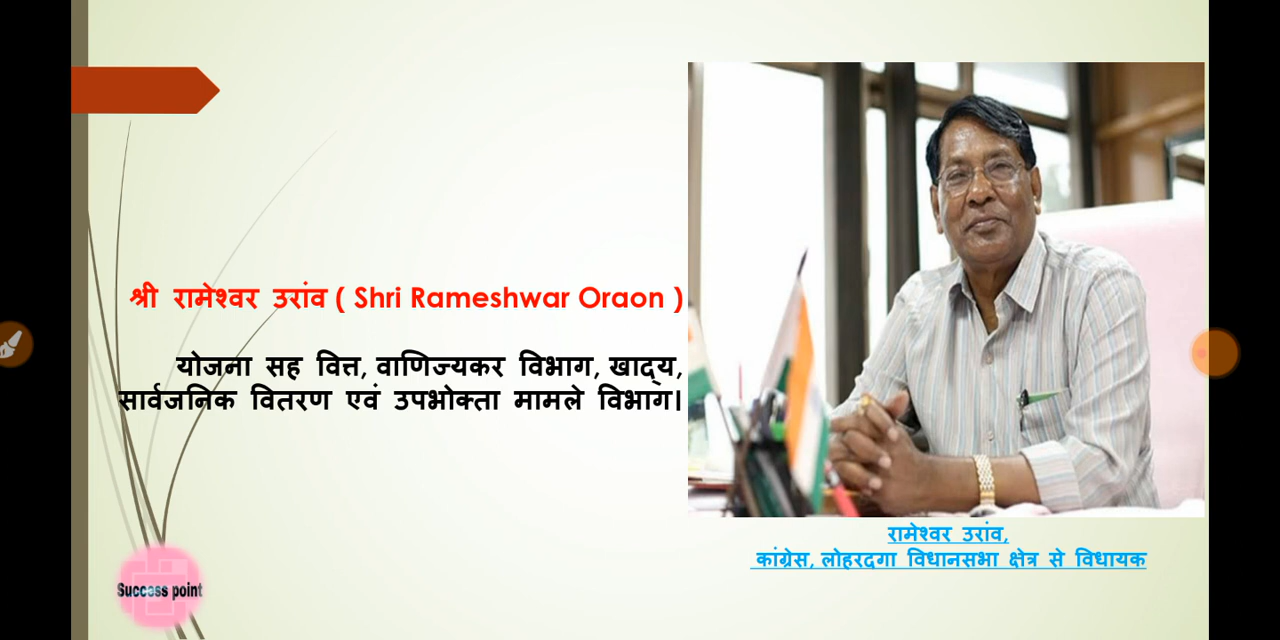 श्री रामेश्वर उरांव ( Shri Rameshwar Oraon )
योजना सह वित्त, वाणिज्यकर विभाग, खाद्य,
सार्वजनिक वितरण एवं उपभोक्ता मामले विभाग।
रामेश्वर उरांव,
कांग्रेस, लोहरदगा विधानसभा क्षेत्र से विधायक
Success point